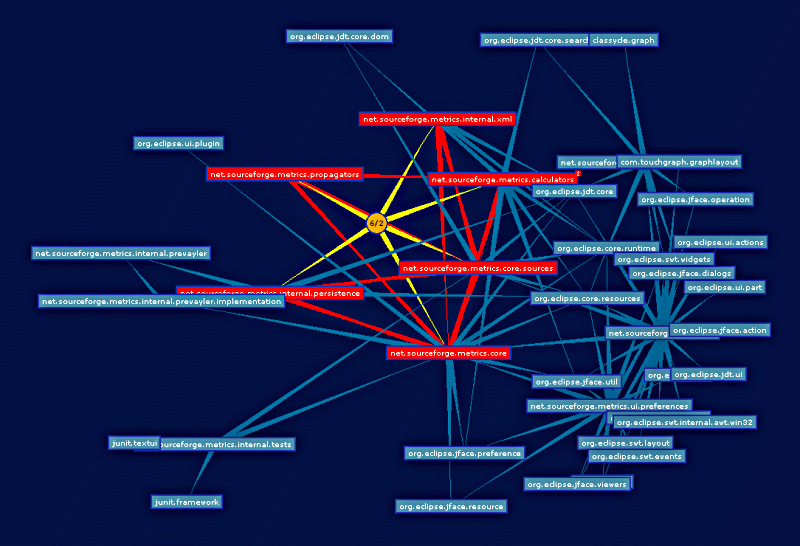 org.eclipse.jdt.core.dom
org.eclipse.jdt.core.searc
classycle.graph
net.sourceforge.metrics.internal.xml
org.eclipse.ui.plugin
net.sourcefor
com.touchgraph.graphlayout
net.sourceforge.metrics.propagators
net.sourceforge.metrics.calculators
2
org.eclipse.jdt.core
org.eclipse.jface.operation
6/2
org.eclipse.ui.actions
net.sourceforge.metrics.internal.prevayler
org.eclipse.core.runtime
org.eclipse.swt.widgets
net.sourceforge.metrics.core.sources
org.eclipse.jface.dialogs
org.eclipse.ui.part
net.sourceforge.metrics.internal.persistence
net.sourceforge.metrics.internal.prevayler.implementation
org.eclipse.core.resources
net.sourceforg
org.eclipse.jface.action
net.sourceforge.metrics.core
org.e
org.eclipse.jdt.ui
org.eclipse.jface.util
net.sourceforge.metrics.ui.preferences
org.eclipse.swt.internal.awt.win32
junit.textui
ourceforge.metrics.internal.tests
org.eclipse.swt.layout
org.eclipse.jface.preference
org.eclipse.swt.events
org.eclipse.jface.viewers
junit.framework
org.eclipse.jface.resource